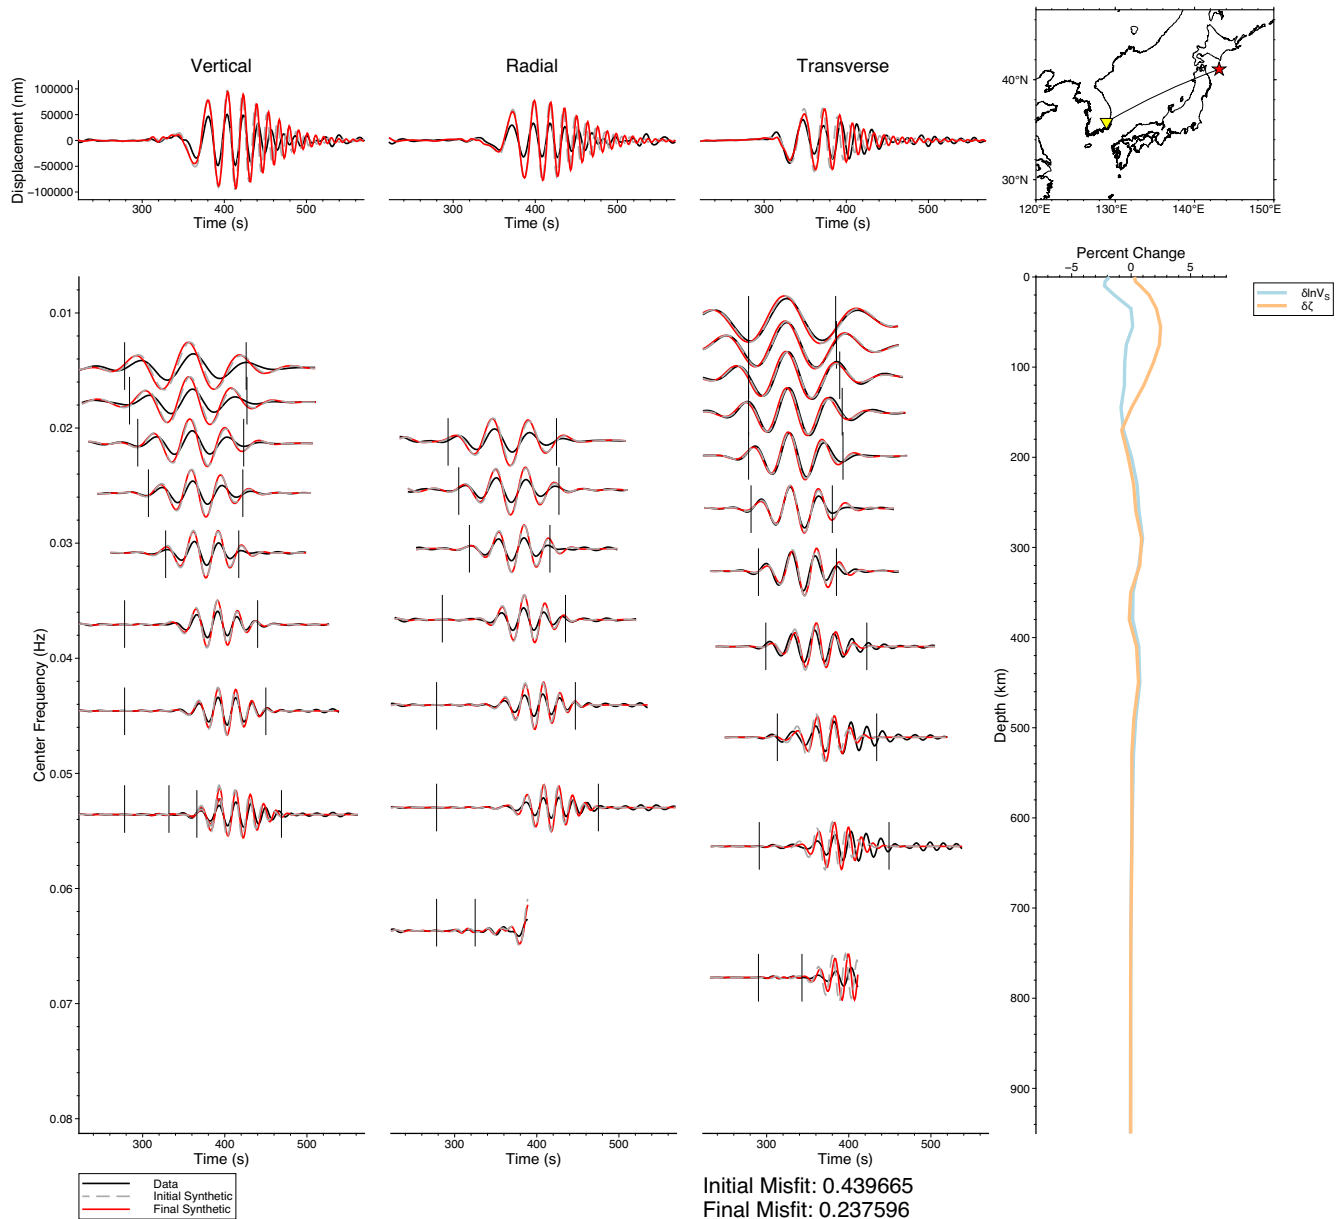 Vertical
Radial
Transverse
Displacement (nm)
100000
50000
0
−50000
−100000
300 400 500
Time (s)
300 400 500
Time (s)
300 400 500
Time (s)
40°N
30°N
120°E 130°E 140°E 150°E
Percent Change
−5 0 5
δlnVS
δζ
Center Frequency (Hz)
0.01
0.02
0.03
0.04
0.05
0.06
0.07
0.08
300 400 500
Time (s)
300 400 500
Time (s)
300 400 500
Time (s)
Depth (km)
0
100
200
300
400
500
600
700
800
900
Data
Initial Synthetic
Final Synthetic
Initial Misfit: 0.439665
Final Misfit: 0.237596